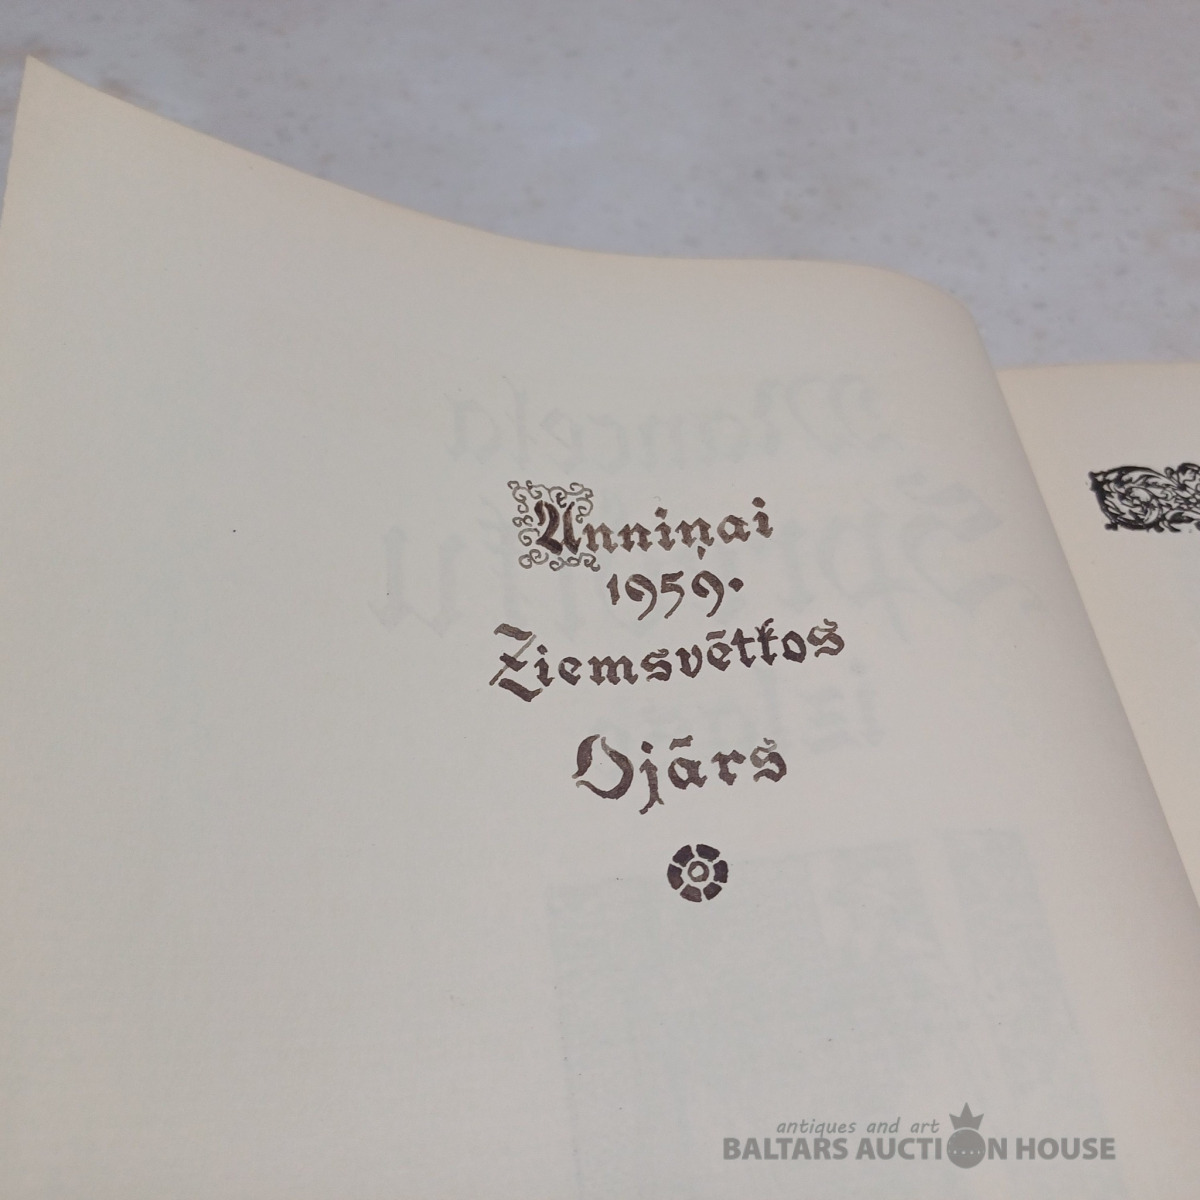 Anniņai
1959.
Ziemsvētkos
Ojārs
antiques and art
BALTARS AUCTION HOUSE